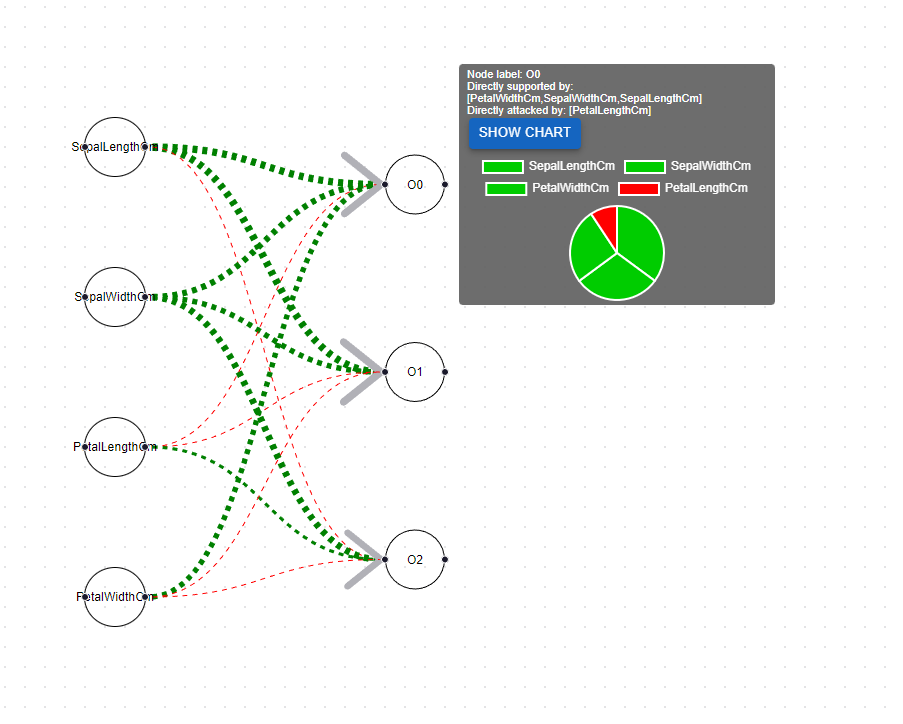 SepalLengthCm
SepalWidthCm
PetalLengthCm
PetalWidthCm
O0
O1
O2
Node label: O0
Directly supported by:
[PetalWidthCm,SepalWidthCm,SepalLengthCm]
Directly attacked by: [PetalLengthCm]
SHOW CHART
SepalLengthCm SepalWidthCm
PetalWidthCm PetalLengthCm